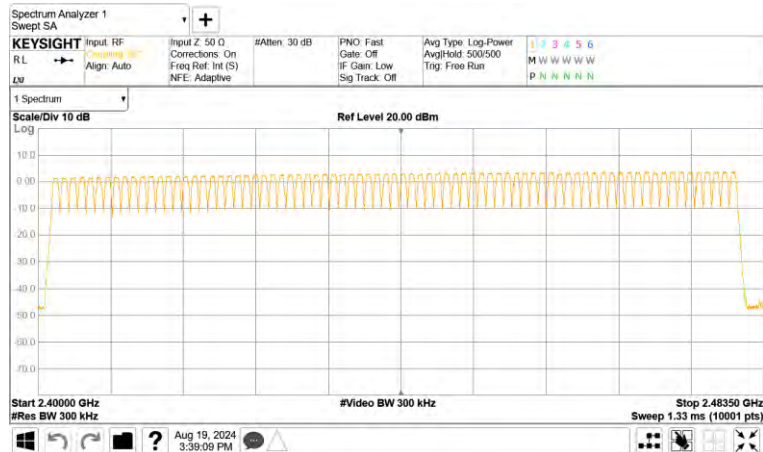 Spectrum Analyzer 1
Swept SA
KEYSIGHT
RL
LXI
Input: RF
Coupling: DC
Align: Auto
Input Z: 50 Ω
Corrections: On
Freq Ref: Int (S)
NFE: Adaptive
#Atten: 30 dB
PNO: Fast
Gate: Off
IF Gain: Low
Sig Track: Off
Avg Type: Log-Power
Avg|Hold: 500/500
Trig: Free Run
1 2 3 4 5 6
M W W W W W
P N N N N N
1 Spectrum
Scale/Div 10 dB
Ref Level 20.00 dBm
Log
10.0
0.00
-10.0
-20.0
-30.0
-40.0
-50.0
-60.0
-70.0
Start 2.40000 GHz
#Video BW 300 kHz
Stop 2.48350 GHz
#Res BW 300 kHz
Sweep 1.33 ms (10001 pts)
?
Aug 19, 2024
3:39:09 PM